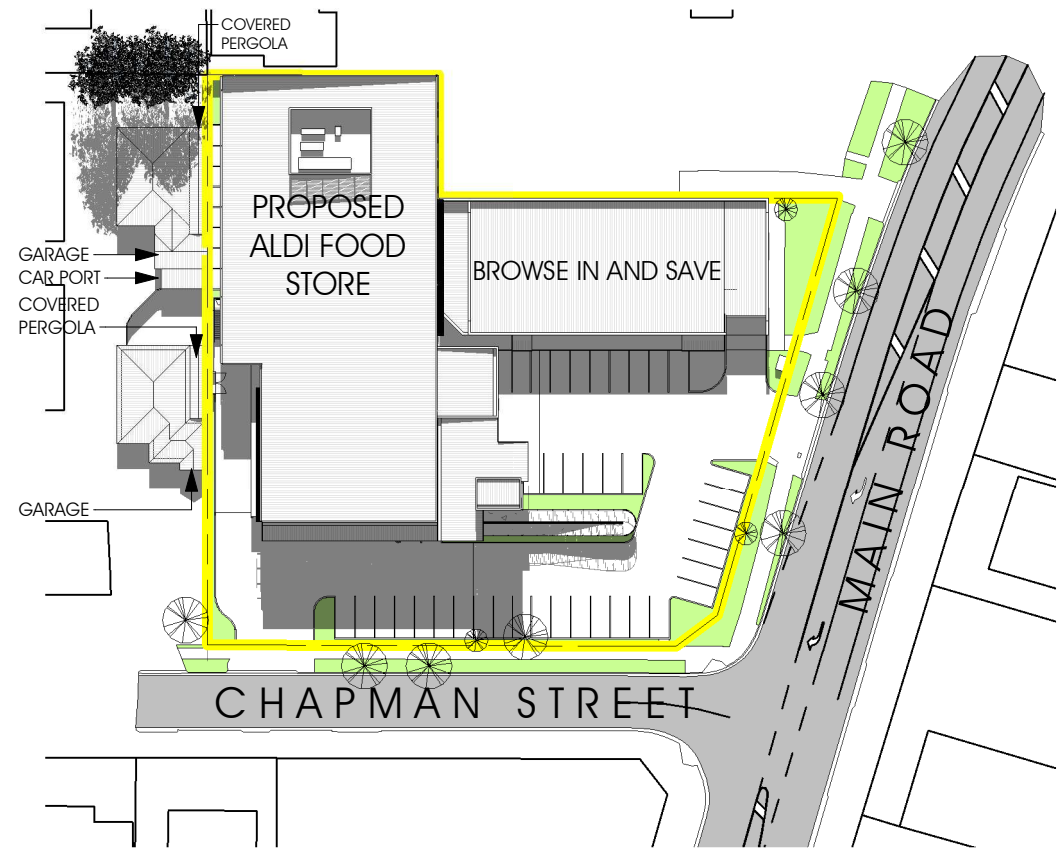 COVERED
PERGOLA
PROPOSED
ALDI FOOD
STORE
BROWSE IN AND SAVE
GARAGE
CAR PORT
COVERED
PERGOLA
GARAGE
MAIN ROAD
CHAPMAN STREET